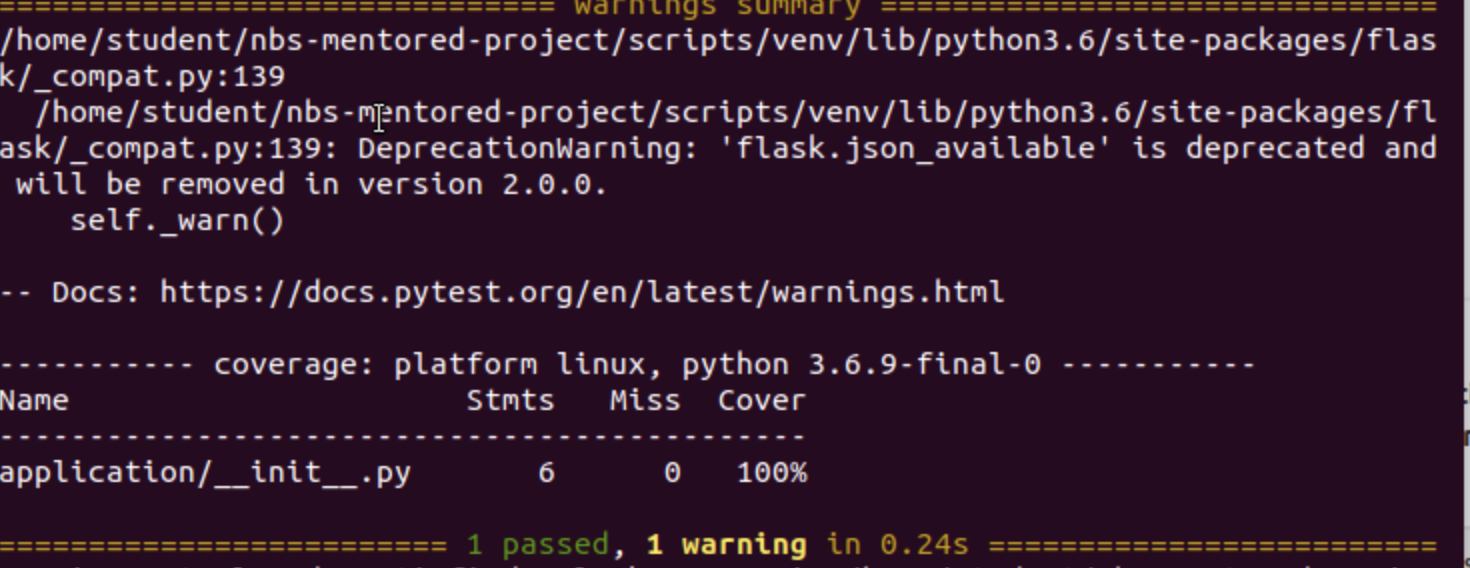 ============================== warnings summary ===============================
/home/student/nbs-mentored-project/scripts/venv/lib/python3.6/site-packages/flas
k/_compat.py:139
  /home/student/nbs-mentored-project/scripts/venv/lib/python3.6/site-packages/fl
ask/_compat.py:139: DeprecationWarning: 'flask.json_available' is deprecated and
 will be removed in version 2.0.0.
    self._warn()

-- Docs: https://docs.pytest.org/en/latest/warnings.html

----------- coverage: platform linux, python 3.6.9-final-0 -----------
Name                      Stmts   Miss  Cover
---------------------------------------------
application/__init__.py       6      0   100%

========================= 1 passed, 1 warning in 0.24s =========================